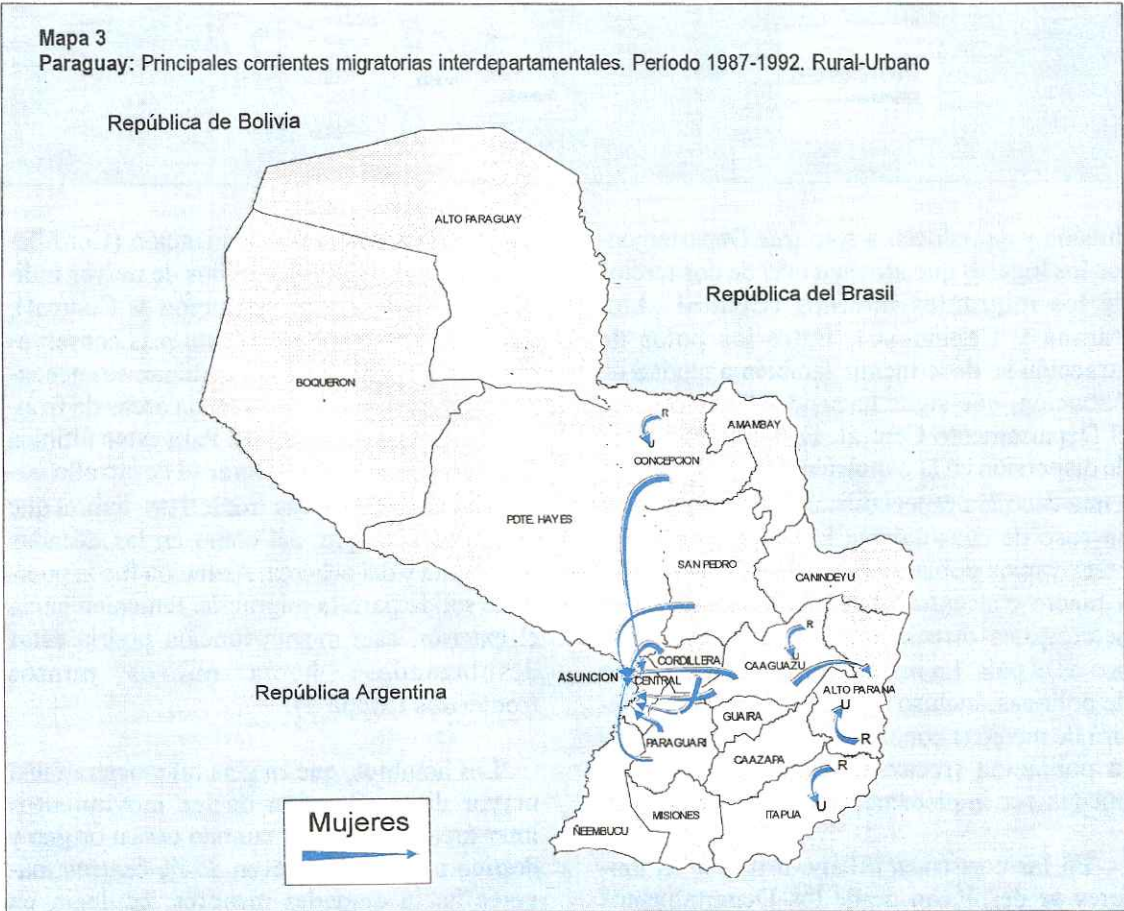 Mapa 3
Paraguay: Principales corrientes migratorias interdepartamentales. Período 1987-1992. Rural-Urbano
República de Bolivia
ALTO PARAGUAY
República del Brasil
BOQUERON
R
U
AMAMBAY
CONCEPCION
PDTE. HAYES
SAN PEDRO
CANINDEYU
R
CORDILLERA
CAAGUAZU
U
ASUNCION
CENTRAL
República Argentina
ALTO PARANA
U
GUAIRA
R
PARAGUARI
CAAZAPA
R
U
Mujeres
ÑEEMBUCU
MISIONES
ITAPUA